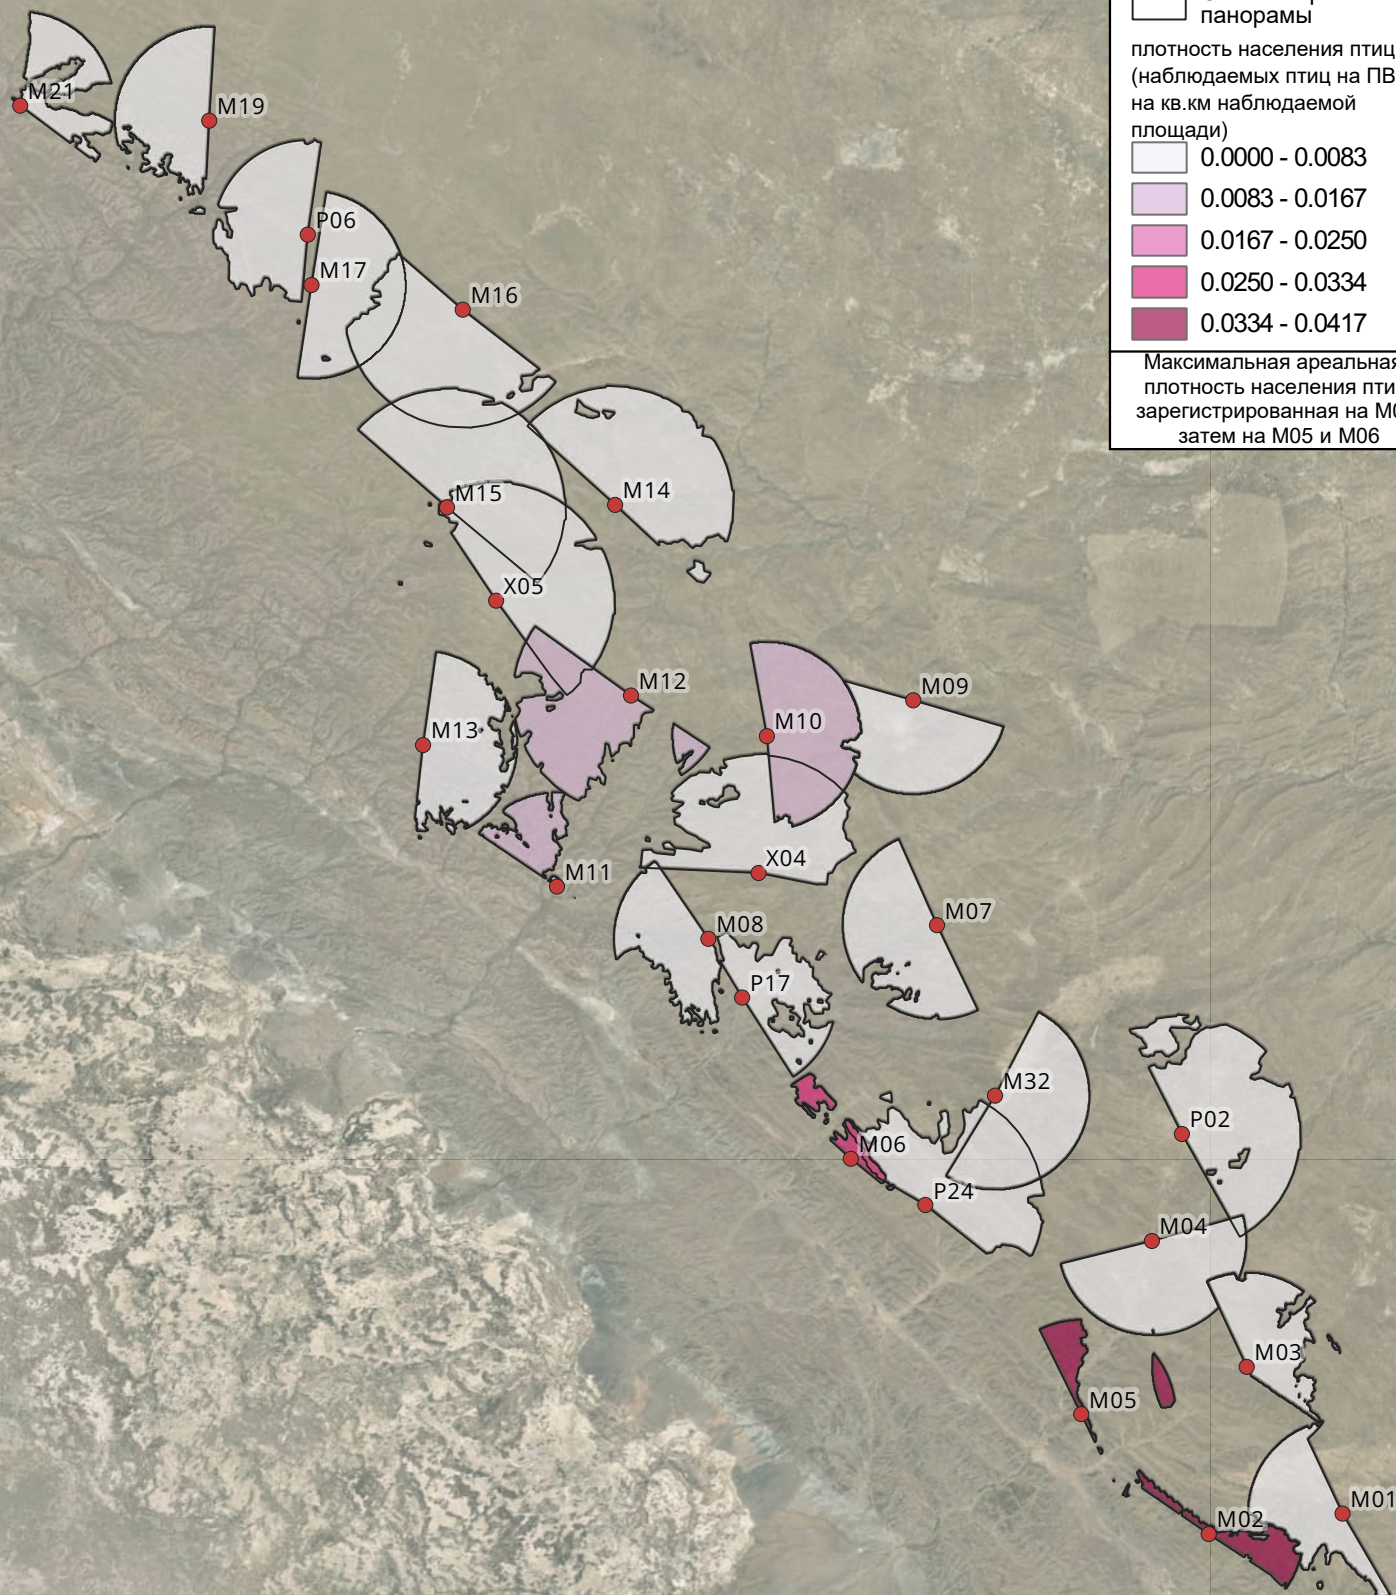 панорамы
плотность населения птиц
(наблюдаемых птиц на ПВ
на кв.км наблюдаемой
площади)
0.0000 - 0.0083
0.0083 - 0.0167
0.0167 - 0.0250
0.0250 - 0.0334
0.0334 - 0.0417
Максимальная ареальная
плотность населения пти
зарегистрированная на М0
затем на М05 и М06
M21
M19
P06
M17
M16
M15
M14
X05
M12
M13
M10
M09
M11
X04
M08
M07
P17
M32
M06
P02
P24
M04
M03
M05
M01
M02